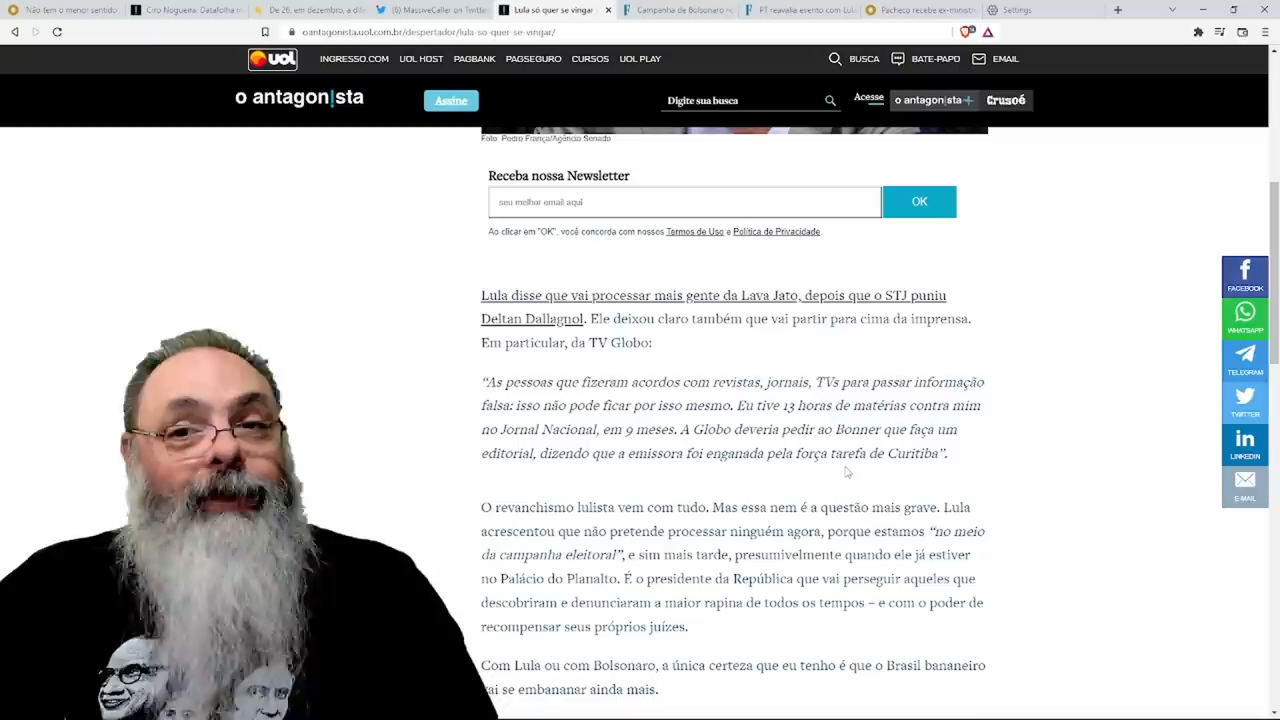 Não tem o menor sentido
Ciro Nogueira: Datafolha m
De 26, em dezembro, a dife
(6) MassiveCaller on Twitter
Lula só quer se vingar
Campanha de Bolsonaro n
PT reavalia evento com Lula
Pacheco recebe ex-ministr
Settings
oantagonista.uol.com.br/despertador/lula-so-quer-se-vingar/
UOL
INGRESSO.COM UOL HOST PAGBANK PAGSEGURO CURSOS UOL PLAY BUSCA BATE-PAPO EMAIL
o antagon!sta
Assine
Digite sua busca
Acesse
o antagon!sta+
Crusoé
Foto: Pedro França/Agência Senado
Receba nossa Newsletter
seu melhor email aqui
OK
Ao clicar em "OK", você concorda com nossos Termos de Uso e Política de Privacidade.
Lula disse que vai processar mais gente da Lava Jato, depois que o STJ puniu
Deltan Dallagnol. Ele deixou claro também que vai partir para cima da imprensa.
Em particular, da TV Globo:
“As pessoas que fizeram acordos com revistas, jornais, TVs para passar informação
falsa: isso não pode ficar por isso mesmo. Eu tive 13 horas de matérias contra mim
no Jornal Nacional, em 9 meses. A Globo deveria pedir ao Bonner que faça um
editorial, dizendo que a emissora foi enganada pela força tarefa de Curitiba”.
O revanchismo lulista vem com tudo. Mas essa nem é a questão mais grave. Lula
acrescentou que não pretende processar ninguém agora, porque estamos “no meio
da campanha eleitoral”, e sim mais tarde, presumivelmente quando ele já estiver
no Palácio do Planalto. É o presidente da República que vai perseguir aqueles que
descobriram e denunciaram a maior rapina de todos os tempos – e com o poder de
recompensar seus próprios juízes.
Com Lula ou com Bolsonaro, a única certeza que eu tenho é que o Brasil bananeiro
vai se embananar ainda mais.
FACEBOOK
WHATSAPP
TELEGRAM
TWITTER
LINKEDIN
E-MAIL